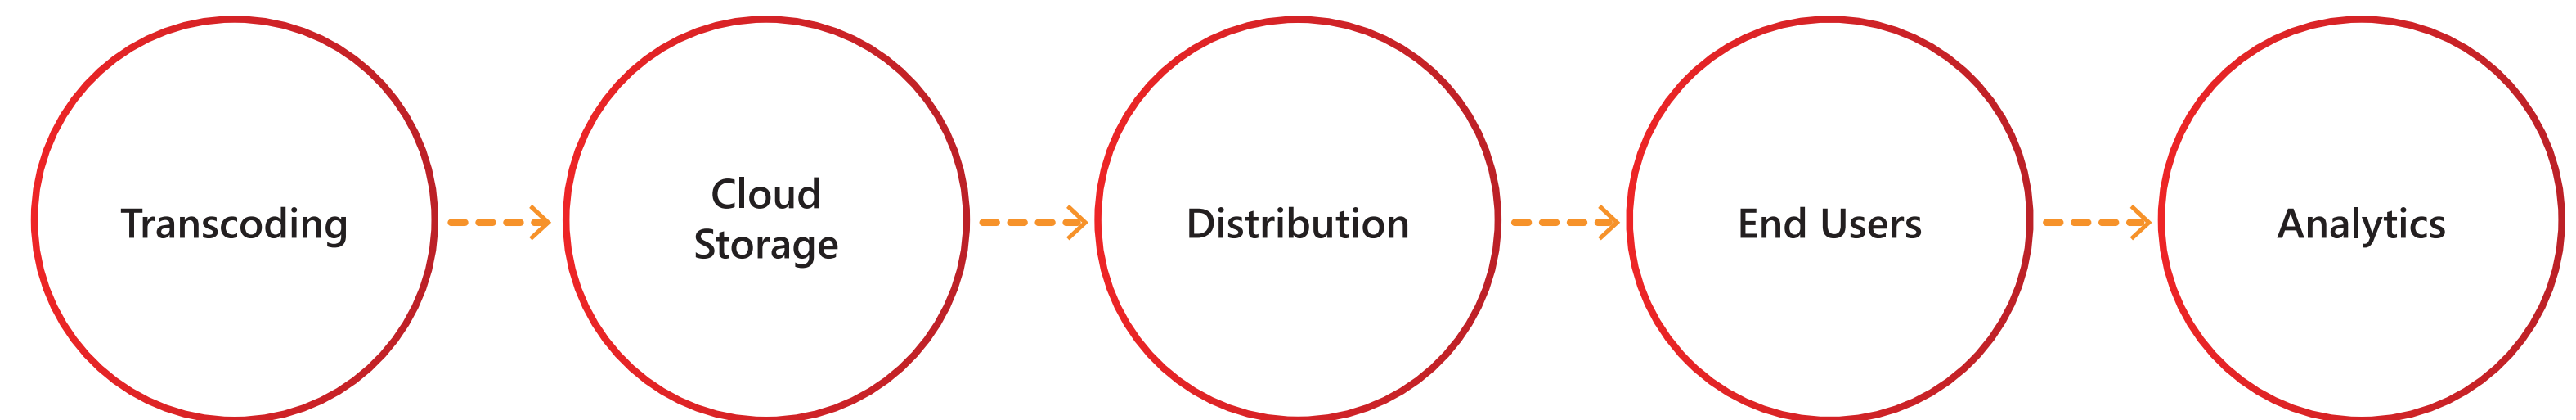 Transcoding
Cloud
Storage
Distribution
End Users
Analytics